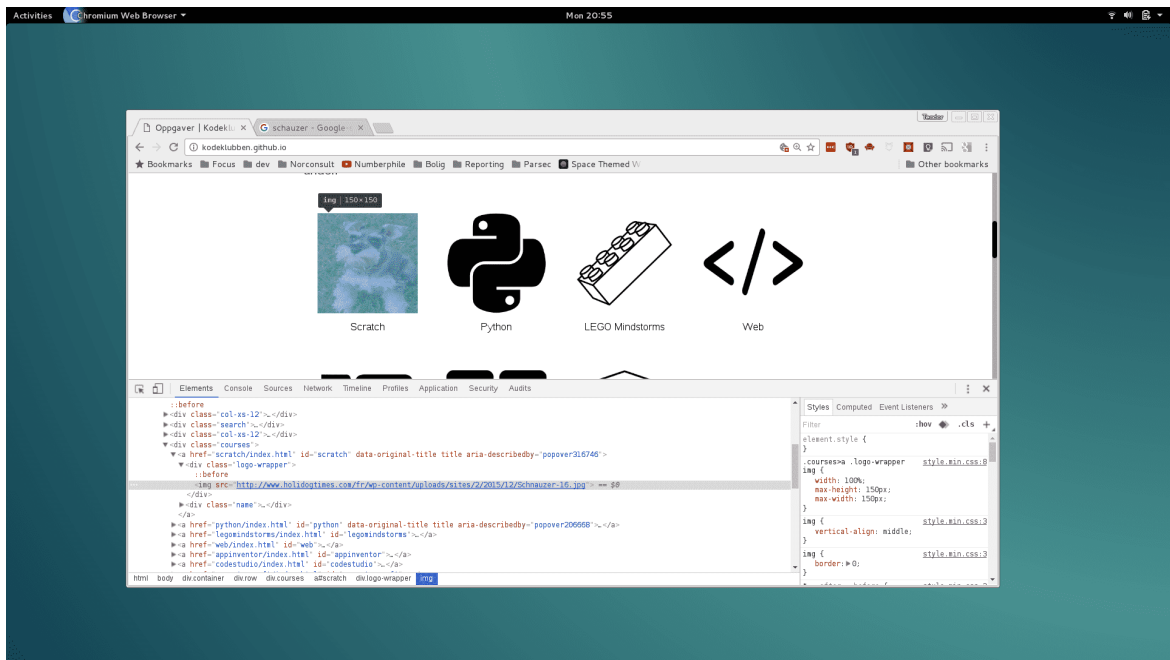 Activities Chromium Web Browser Mon 20:55
Oppgaver | Kodeklu schauzer - Google-
kodeklubben.github.io
Bookmarks Focus dev Norconsult Numberphile Bolig Reporting Parsec Space Themed W Other bookmarks
img | 150×150
Scratch Python LEGO Mindstorms Web
Elements Console Sources Network Timeline Profiles Application Security Audits
::before
▶<div class="col-xs-12">…</div>
▶<div class="search">…</div>
▶<div class="col-xs-12">…</div>
▼<div class="courses">
▼<a href="scratch/index.html" id="scratch" data-original-title title aria-describedby="popover316746">
▼<div class="logo-wrapper">
::before
<img src="http://www.holidogtimes.com/fr/wp-content/uploads/sites/2/2015/12/Schnauzer-16.jpg"> == $0
</div>
▶<div class="name">…</div>
</a>
▶<a href="python/index.html" id="python" data-original-title title aria-describedby="popover206668">…</a>
▶<a href="legomindstorms/index.html" id="legomindstorms">…</a>
▶<a href="web/index.html" id="web">…</a>
▶<a href="appinventor/index.html" id="appinventor">…</a>
▶<a href="codestudio/index.html" id="codestudio">…</a>
html body div.container div.row div.courses a#scratch div.logo-wrapper img
Styles Computed Event Listeners »
Filter :hov .cls +
element.style {
}
.courses>a .logo-wrapper style.min.css:8
img {
width: 100%;
max-height: 150px;
max-width: 150px;
}
img { style.min.css:3
vertical-align: middle;
}
img { style.min.css:3
border:▶0;
}